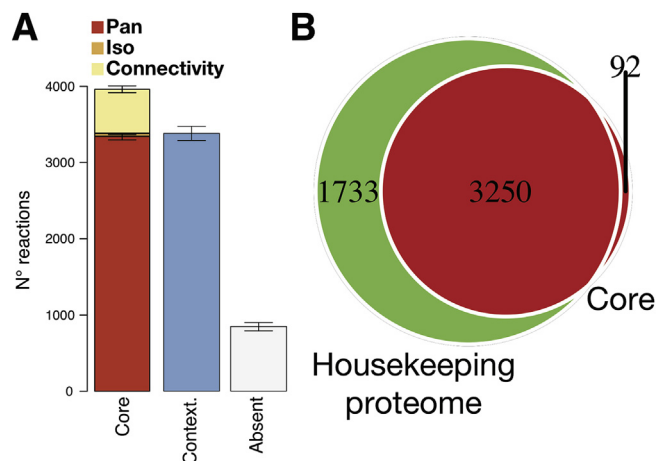 A
Pan
Iso
Connectivity
N° reactions
4000
3000
2000
1000
0
Core
Context.
Absent
B
92
1733
3250
Core
Housekeeping
proteome